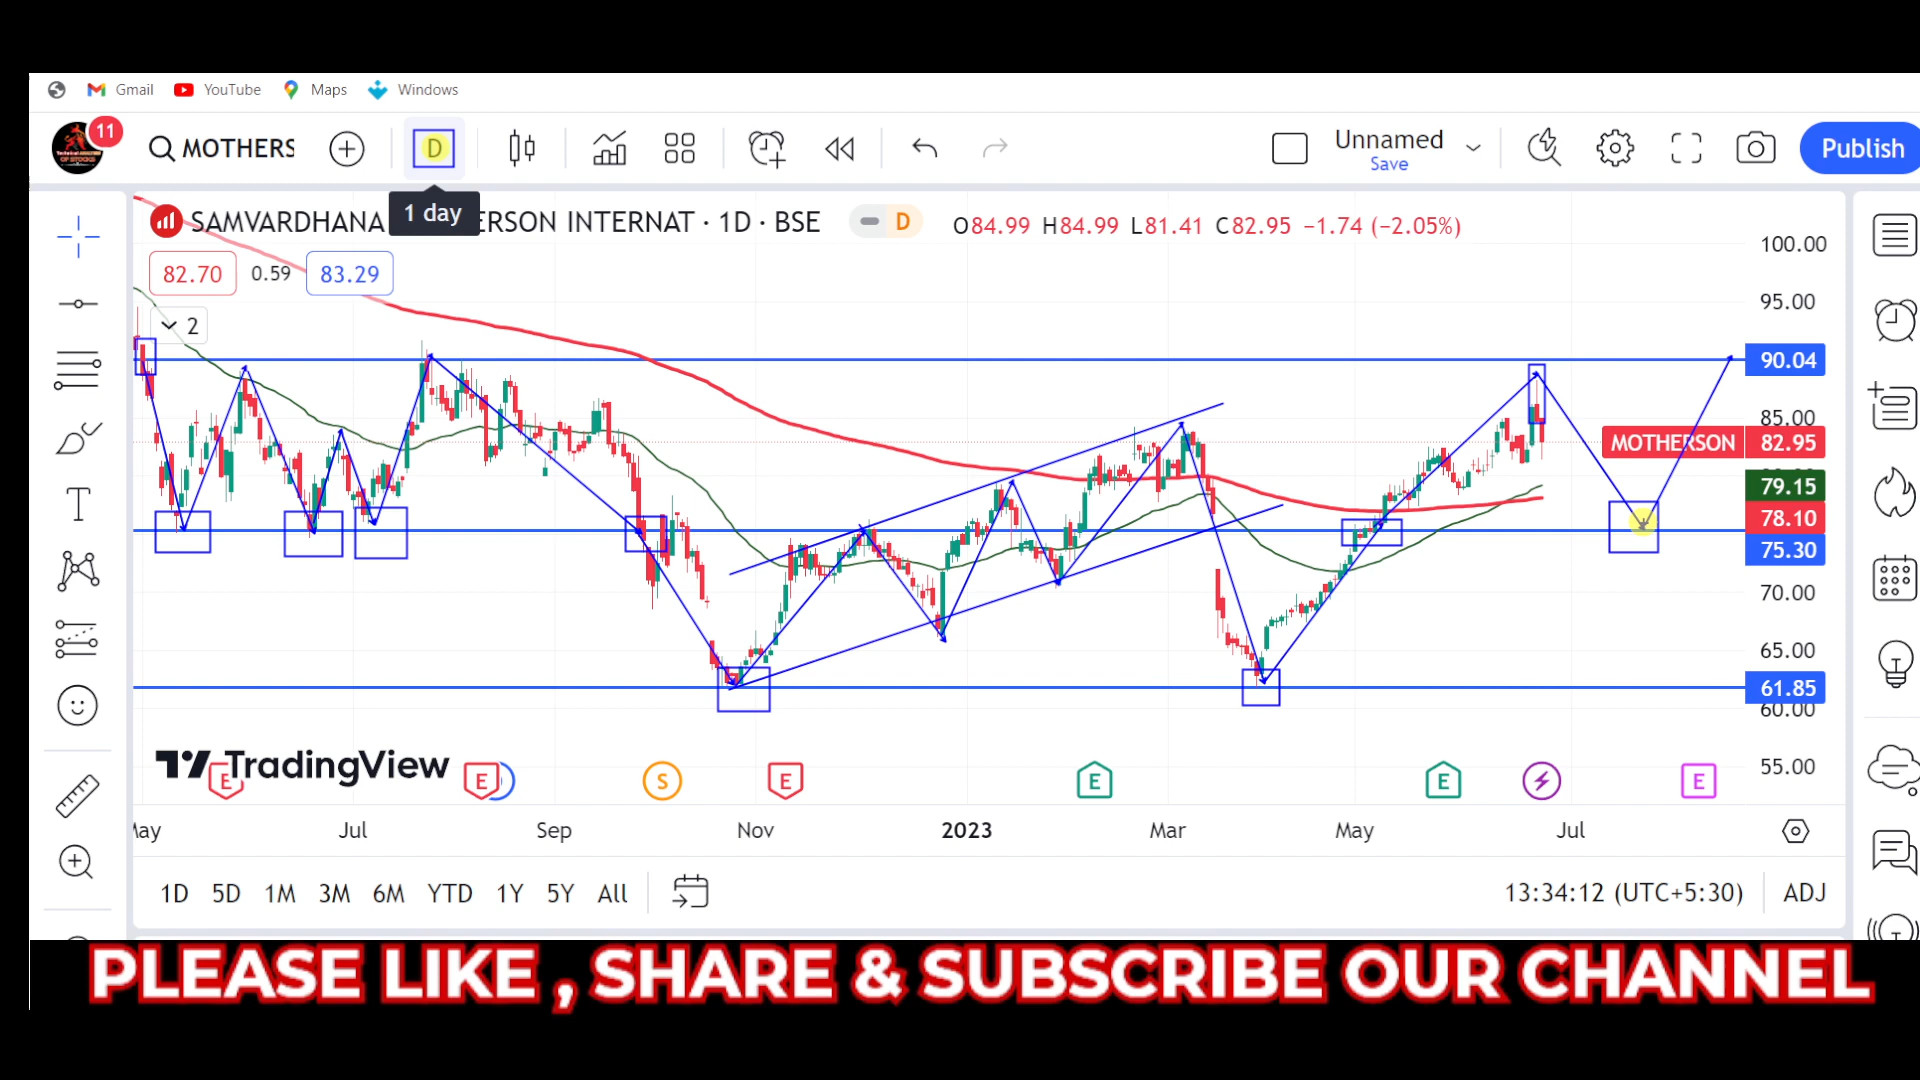 Gmail YouTube Maps Windows
11 MOTHERS D Unnamed Save Publish
1 day
SAMVARDHANA ERSON INTERNAT · 1D · BSE D O84.99 H84.99 L81.41 C82.95 −1.74 (−2.05%)
82.70 0.59 83.29
2
100.00
95.00
90.04
85.00
MOTHERSON 82.95
79.15
78.10
75.30
70.00
65.00
61.85
60.00
55.00
TradingView
E E S E E E E
May Jul Sep Nov 2023 Mar May Jul
1D 5D 1M 3M 6M YTD 1Y 5Y All 13:34:12 (UTC+5:30) ADJ
PLEASE LIKE , SHARE & SUBSCRIBE OUR CHANNEL